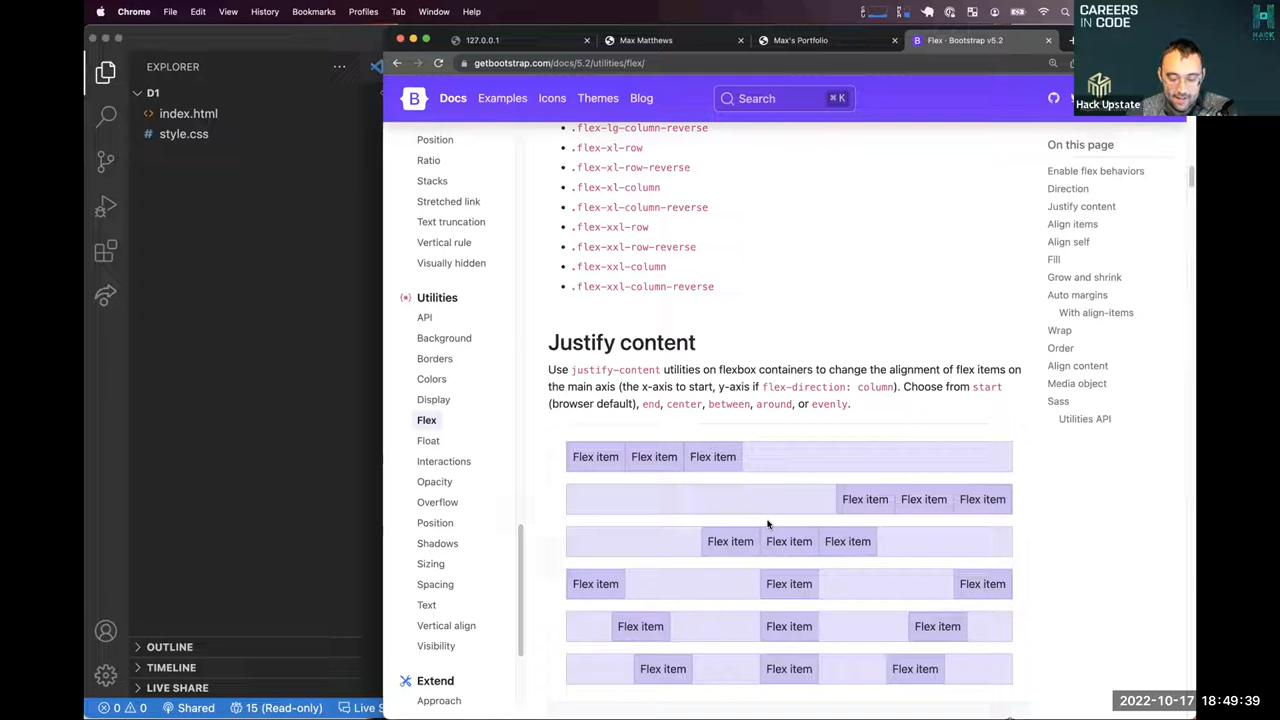 Chrome File Edit View History Bookmarks Profiles Tab Window Help
CAREERS
IN CODE
HACK
Hack Upstate
EXPLORER
D1
index.html
style.css
OUTLINE
TIMELINE
LIVE SHARE
0 0 Shared 15 (Read-only) Live S
127.0.0.1
Max Matthews
Max's Portfolio
Flex · Bootstrap v5.2
getbootstrap.com/docs/5.2/utilities/flex/
B
Docs Examples Icons Themes Blog
Search
⌘ K
Position
Ratio
Stacks
Stretched link
Text truncation
Vertical rule
Visually hidden
Utilities
API
Background
Borders
Colors
Display
Flex
Float
Interactions
Opacity
Overflow
Position
Shadows
Sizing
Spacing
Text
Vertical align
Visibility
Extend
Approach
.flex-lg-column-reverse
.flex-xl-row
.flex-xl-row-reverse
.flex-xl-column
.flex-xl-column-reverse
.flex-xxl-row
.flex-xxl-row-reverse
.flex-xxl-column
.flex-xxl-column-reverse
Justify content
Use justify-content utilities on flexbox containers to change the alignment of flex items on
the main axis (the x-axis to start, y-axis if flex-direction: column). Choose from start
(browser default), end, center, between, around, or evenly.
Flex item Flex item Flex item
Flex item Flex item Flex item
Flex item Flex item Flex item
Flex item Flex item Flex item
Flex item Flex item Flex item
Flex item Flex item Flex item
On this page
Enable flex behaviors
Direction
Justify content
Align items
Align self
Fill
Grow and shrink
Auto margins
With align-items
Wrap
Order
Align content
Media object
Sass
Utilities API
2022-10-17 18:49:39